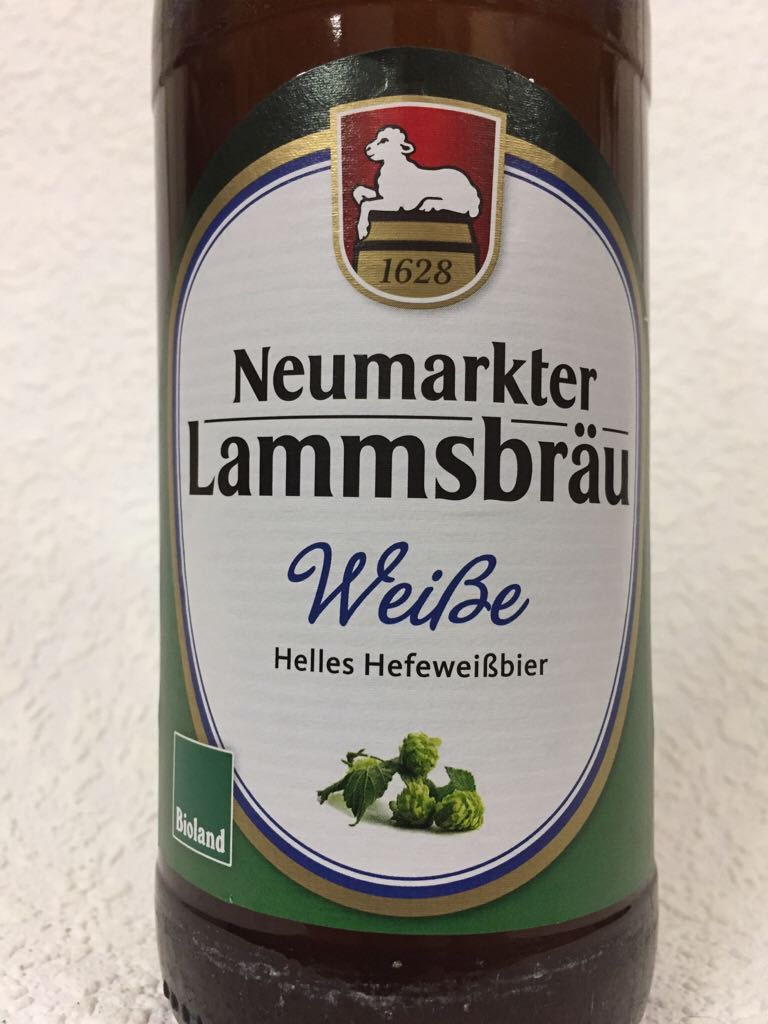 1628
Neumarkter
Lammsbräu
Weiße
Helles Hefeweißbier
Bioland